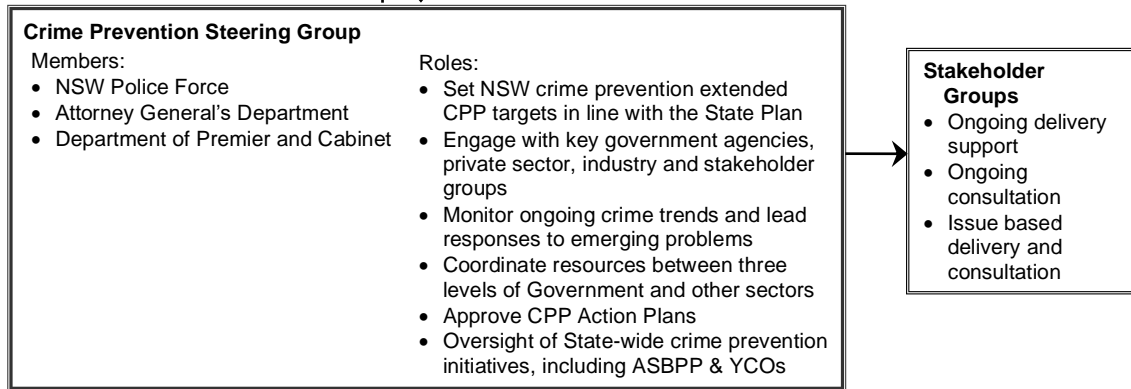 Crime Prevention Steering Group
Members:
• NSW Police Force
• Attorney General's Department
• Department of Premier and Cabinet
Roles:
• Set NSW crime prevention extended
CPP targets in line with the State Plan
• Engage with key government agencies,
private sector, industry and stakeholder
groups
• Monitor ongoing crime trends and lead
responses to emerging problems
• Coordinate resources between three
levels of Government and other sectors
• Approve CPP Action Plans
• Oversight of State-wide crime prevention
initiatives, including ASBPP & YCOs
Stakeholder
Groups
• Ongoing delivery
support
• Ongoing
consultation
• Issue based
delivery and
consultation